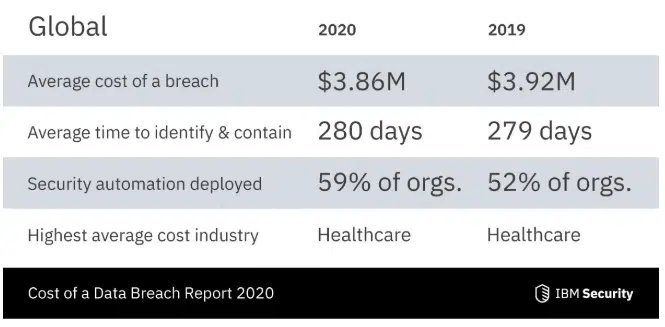 Global 2020 2019
Average cost of a breach $3.86M $3.92M
Average time to identify & contain 280 days 279 days
Security automation deployed 59% of orgs. 52% of orgs.
Highest average cost industry Healthcare Healthcare
Cost of a Data Breach Report 2020 IBM Security